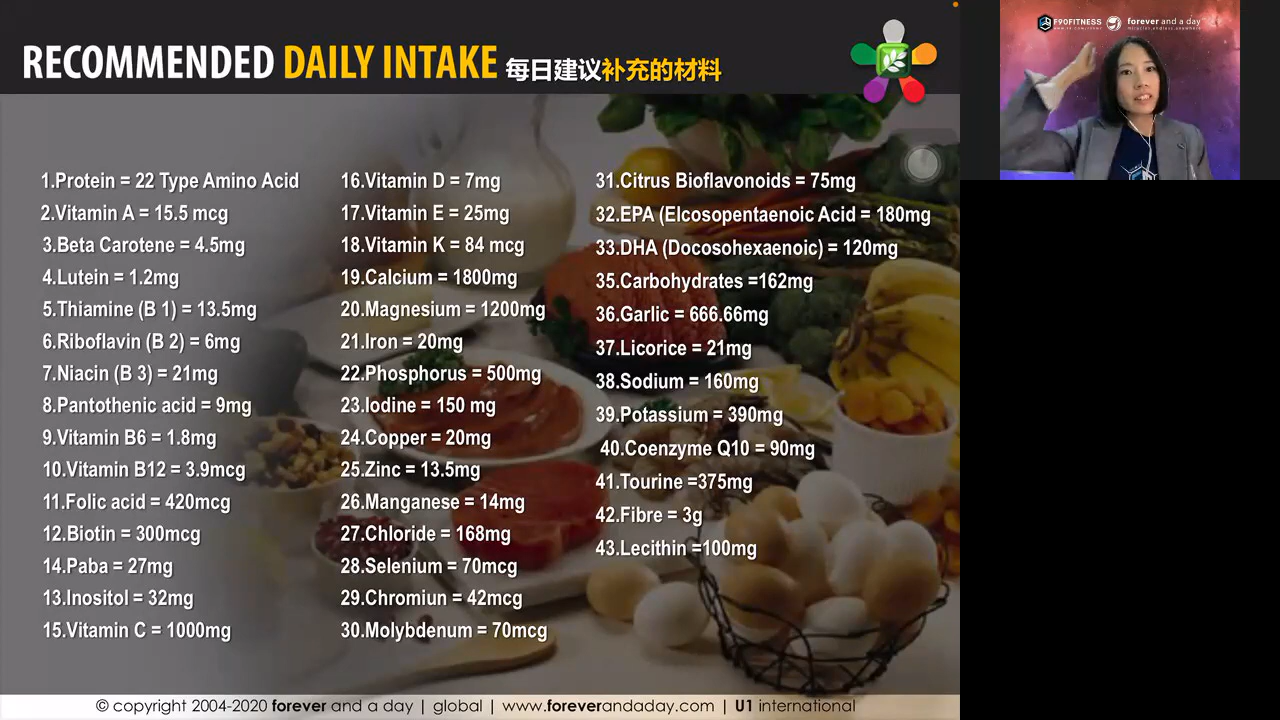 RECOMMENDED DAILY INTAKE 每日建议补充的材料
1.Protein = 22 Type Amino Acid
2.Vitamin A = 15.5 mcg
3.Beta Carotene = 4.5mg
4.Lutein = 1.2mg
5.Thiamine (B 1) = 13.5mg
6.Riboflavin (B 2) = 6mg
7.Niacin (B 3) = 21mg
8.Pantothenic acid = 9mg
9.Vitamin B6 = 1.8mg
10.Vitamin B12 = 3.9mcg
11.Folic acid = 420mcg
12.Biotin = 300mcg
14.Paba = 27mg
13.Inositol = 32mg
15.Vitamin C = 1000mg
16.Vitamin D = 7mg
17.Vitamin E = 25mg
18.Vitamin K = 84 mcg
19.Calcium = 1800mg
20.Magnesium = 1200mg
21.Iron = 20mg
22.Phosphorus = 500mg
23.Iodine = 150 mg
24.Copper = 20mg
25.Zinc = 13.5mg
26.Manganese = 14mg
27.Chloride = 168mg
28.Selenium = 70mcg
29.Chromiun = 42mcg
30.Molybdenum = 70mcg
31.Citrus Bioflavonoids = 75mg
32.EPA (Elcosopentaenoic Acid = 180mg
33.DHA (Docosohexaenoic) = 120mg
35.Carbohydrates =162mg
36.Garlic = 666.66mg
37.Licorice = 21mg
38.Sodium = 160mg
39.Potassium = 390mg
40.Coenzyme Q10 = 90mg
41.Tourine =375mg
42.Fibre = 3g
43.Lecithin =100mg
© copyright 2004-2020 forever and a day | global | www.foreverandaday.com | U1 international
F90FITNESS forever and a day